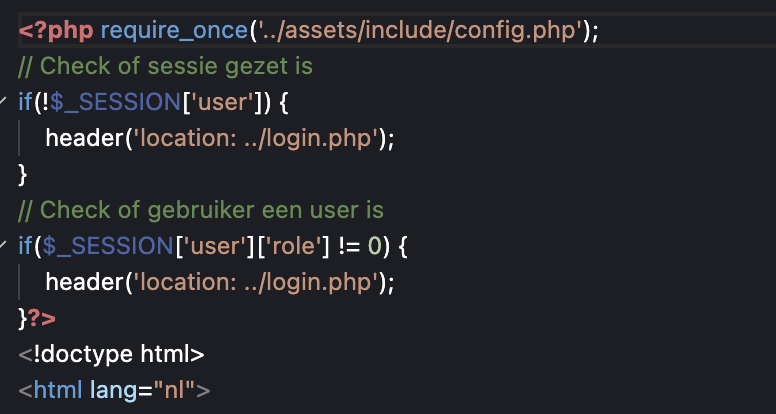 <?php require_once('../assets/include/config.php');
// Check of sessie gezet is
if(!$_SESSION['user']) {
    header('location: ../login.php');
}
// Check of gebruiker een user is
if($_SESSION['user']['role'] != 0) {
    header('location: ../login.php');
}?>
<!doctype html>
<html lang="nl">